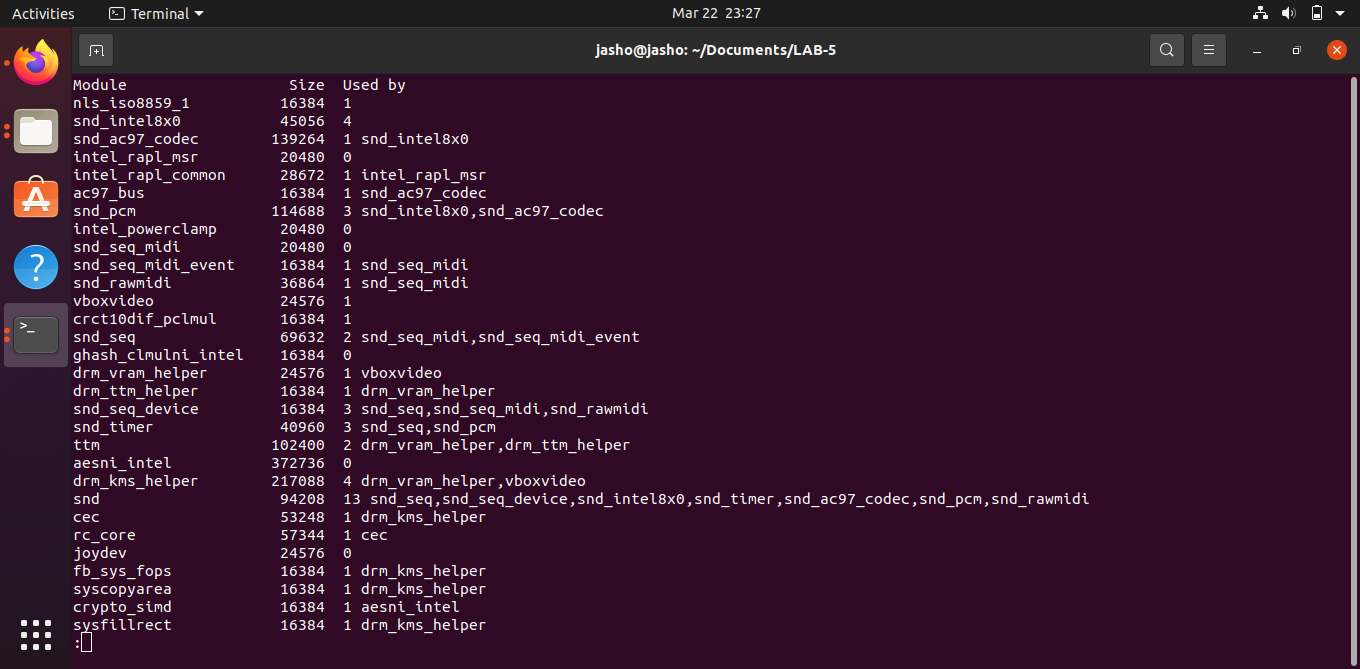 Activities Terminal Mar 22 23:27
jasho@jasho: ~/Documents/LAB-5
Module                  Size  Used by
nls_iso8859_1          16384  1
snd_intel8x0           45056  4
snd_ac97_codec        139264  1 snd_intel8x0
intel_rapl_msr         20480  0
intel_rapl_common      28672  1 intel_rapl_msr
ac97_bus               16384  1 snd_ac97_codec
snd_pcm               114688  3 snd_intel8x0,snd_ac97_codec
intel_powerclamp       20480  0
snd_seq_midi           20480  0
snd_seq_midi_event     16384  1 snd_seq_midi
snd_rawmidi            36864  1 snd_seq_midi
vboxvideo              24576  1
crct10dif_pclmul       16384  1
snd_seq                69632  2 snd_seq_midi,snd_seq_midi_event
ghash_clmulni_intel    16384  0
drm_vram_helper        24576  1 vboxvideo
drm_ttm_helper         16384  1 drm_vram_helper
snd_seq_device         16384  3 snd_seq,snd_seq_midi,snd_rawmidi
snd_timer              40960  3 snd_seq,snd_pcm
ttm                   102400  2 drm_vram_helper,drm_ttm_helper
aesni_intel           372736  0
drm_kms_helper        217088  4 drm_vram_helper,vboxvideo
snd                    94208  13 snd_seq,snd_seq_device,snd_intel8x0,snd_timer,snd_ac97_codec,snd_pcm,snd_rawmidi
cec                    53248  1 drm_kms_helper
rc_core                57344  1 cec
joydev                 24576  0
fb_sys_fops            16384  1 drm_kms_helper
syscopyarea            16384  1 drm_kms_helper
crypto_simd            16384  1 aesni_intel
sysfillrect            16384  1 drm_kms_helper
: